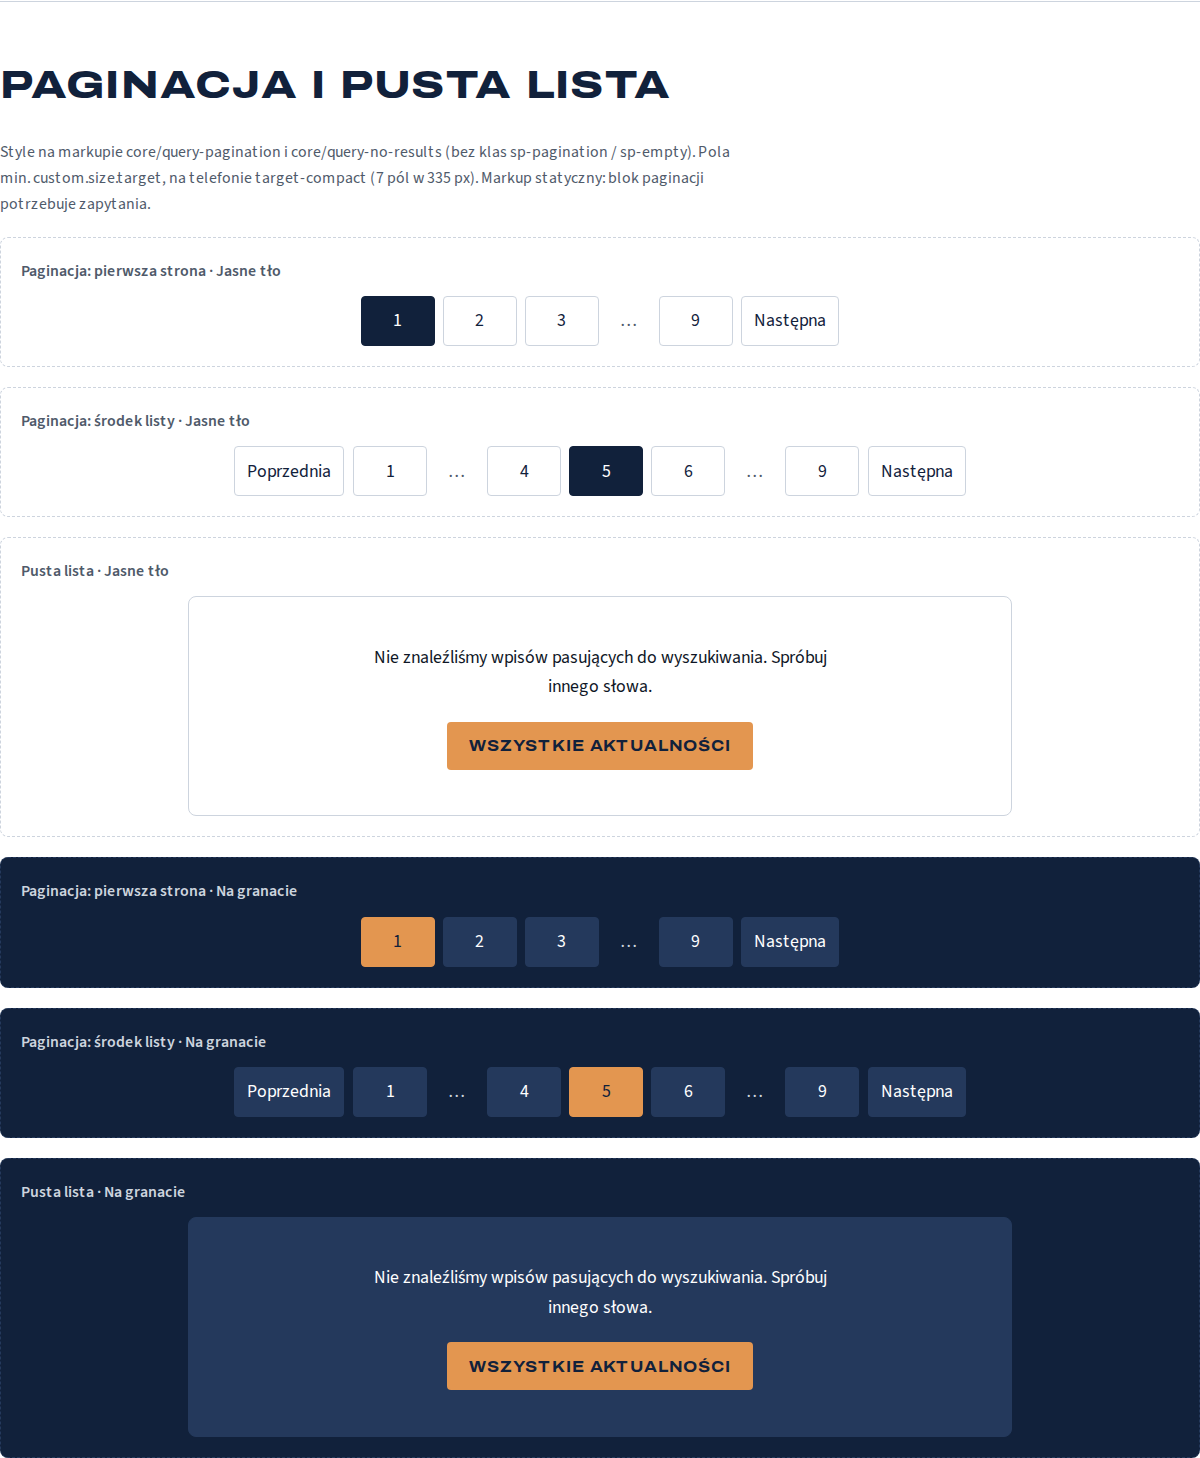 PAGINACJA I PUSTA LISTA
Style na markupie core/query-pagination i core/query-no-results (bez klas sp-pagination / sp-empty). Pola
min. custom.size.target, na telefonie target-compact (7 pól w 335 px). Markup statyczny: blok paginacji
potrzebuje zapytania.
Paginacja: pierwsza strona · Jasne tło
1 2 3 … 9 Następna
Paginacja: środek listy · Jasne tło
Poprzednia 1 … 4 5 6 … 9 Następna
Pusta lista · Jasne tło
Nie znaleźliśmy wpisów pasujących do wyszukiwania. Spróbuj
innego słowa.
WSZYSTKIE AKTUALNOŚCI
Paginacja: pierwsza strona · Na granacie
1 2 3 … 9 Następna
Paginacja: środek listy · Na granacie
Poprzednia 1 … 4 5 6 … 9 Następna
Pusta lista · Na granacie
Nie znaleźliśmy wpisów pasujących do wyszukiwania. Spróbuj
innego słowa.
WSZYSTKIE AKTUALNOŚCI